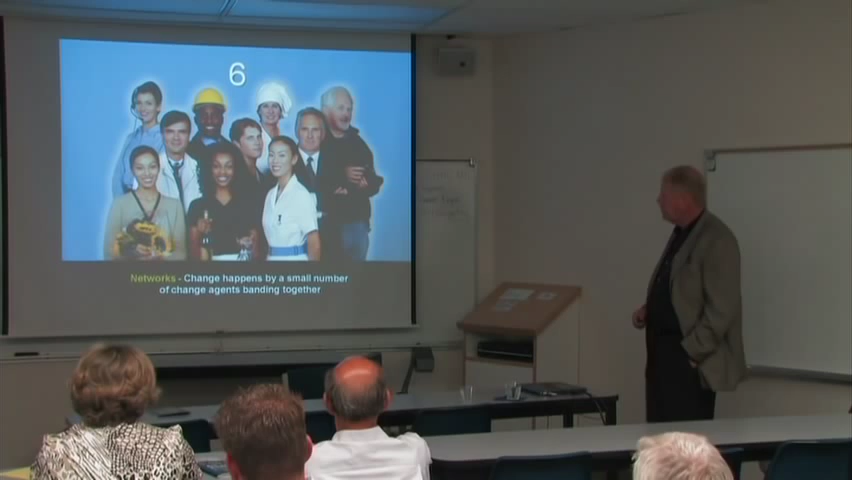 6
Networks - Change happens by a small number
of change agents banding together